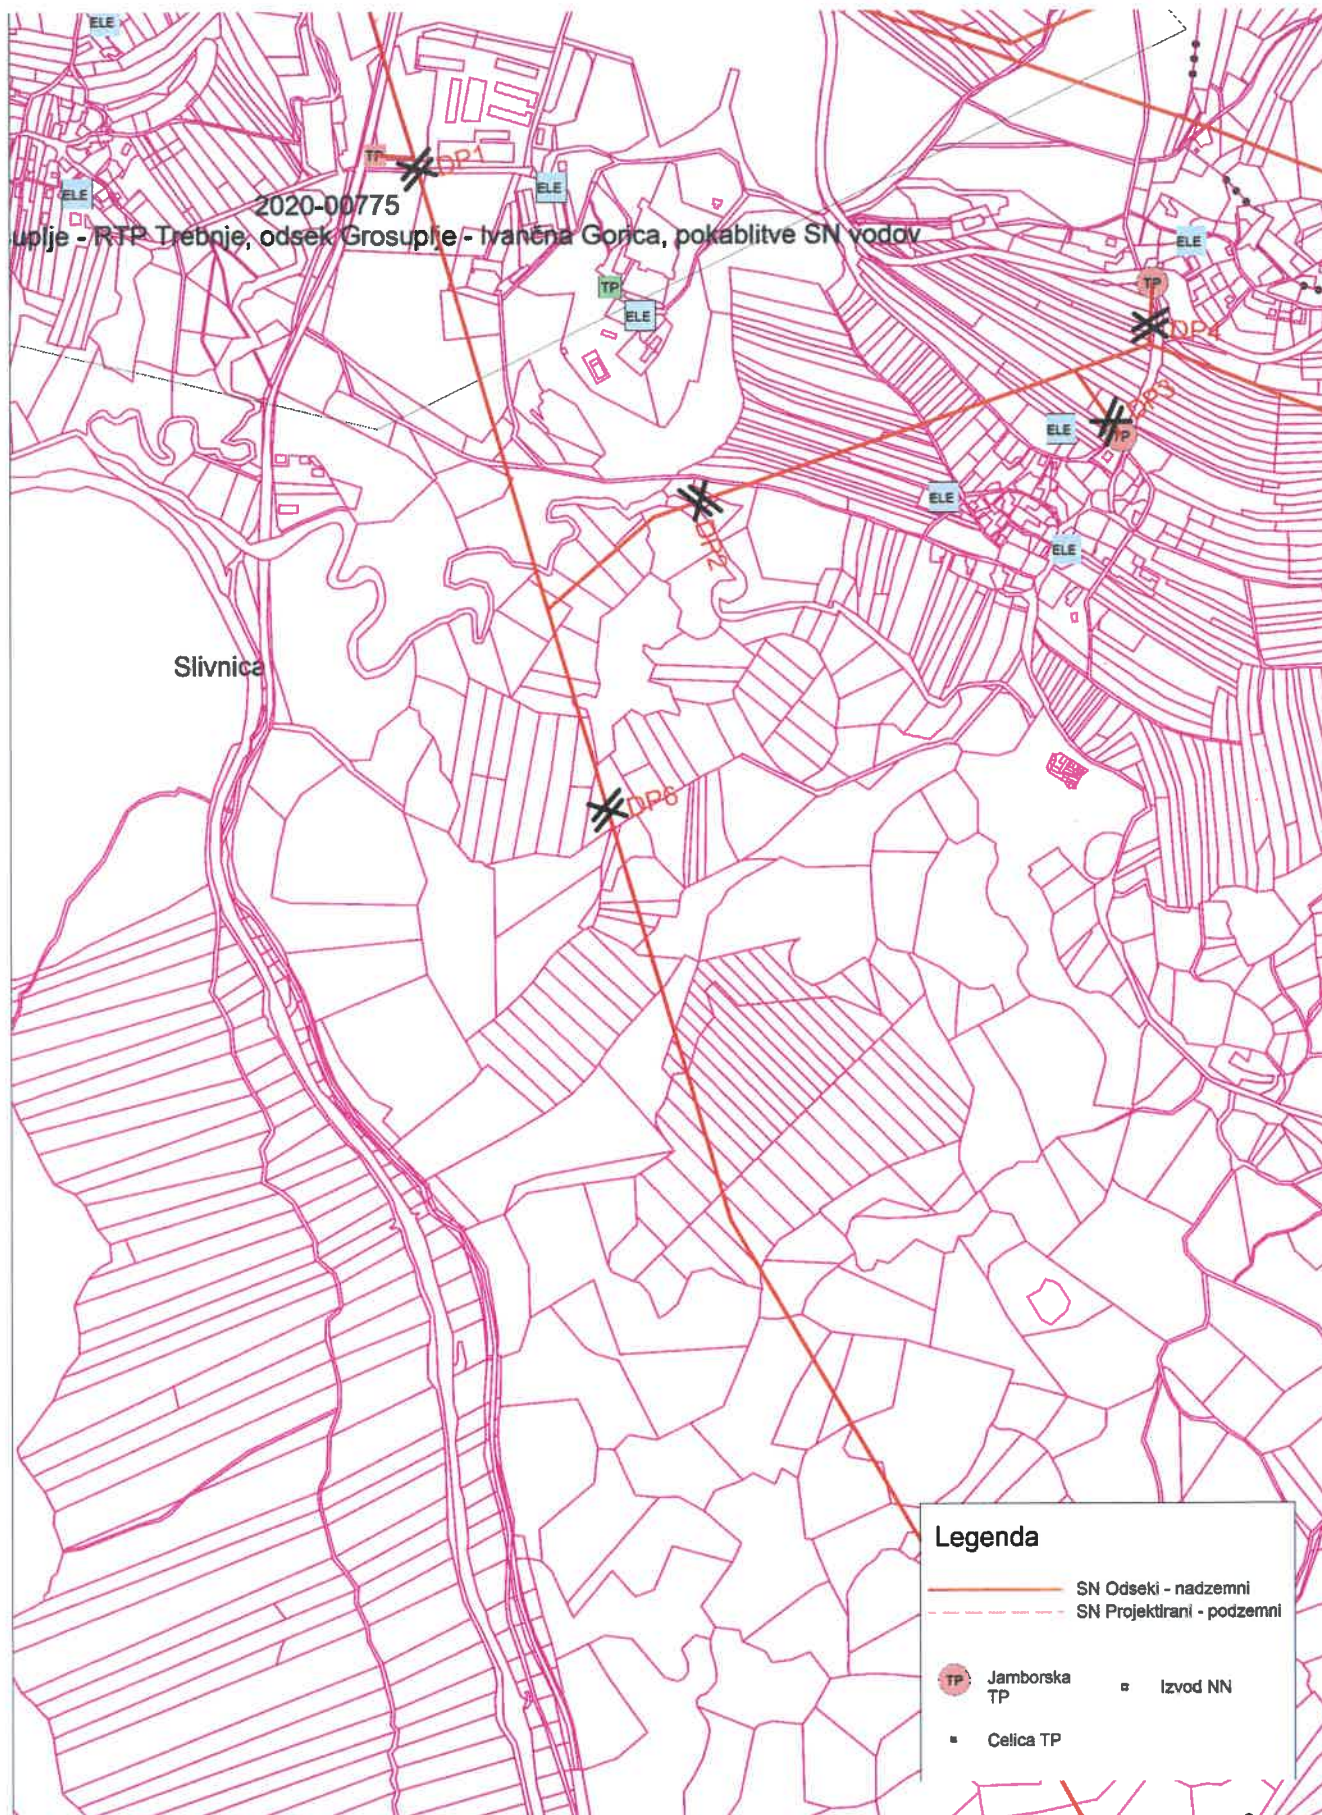 ELE
TP
DP1
ELE
ELE
2020-00775
uplje - RTP Trebnje, odsek Grosuplje - Ivančna Gorica, pokablitve SN vodov
ELE
TP
TP
ELE
DP4
DP3
ELE
TP
ELE
DP2
ELE
Slivnica
DP6
Legenda
SN Odseki - nadzemni
SN Projektirani - podzemni
TP
Jamborska
TP
Izvod NN
Celica TP